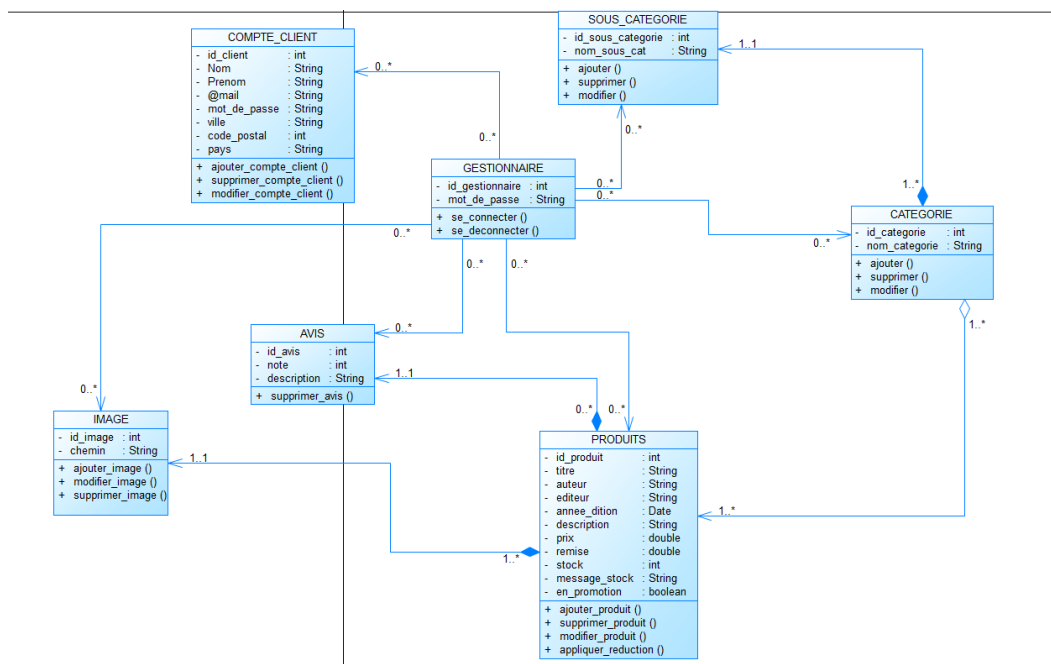 COMPTE_CLIENT
- id_client : int
- Nom : String
- Prenom : String
- @mail : String
- mot_de_passe : String
- ville : String
- code_postal : int
- pays : String
+ ajouter_compte_client ()
+ supprimer_compte_client ()
+ modifier_compte_client ()
0..*
0..*
SOUS_CATEGORIE
- id_sous_categorie : int
- nom_sous_cat : String
+ ajouter ()
+ supprimer ()
+ modifier ()
1..1
0..*
GESTIONNAIRE
- id_gestionnaire : int
- mot_de_passe : String
+ se_connecter ()
+ se_deconnecter ()
0..*
0..*
0..*
0..*
0..*
0..*
1..*
CATEGORIE
- id_categorie : int
- nom_categorie : String
+ ajouter ()
+ supprimer ()
+ modifier ()
1..*
AVIS
- id_avis : int
- note : int
- description : String
+ supprimer_avis ()
0..*
1..1
0..*
IMAGE
- id_image : int
- chemin : String
+ ajouter_image ()
+ modifier_image ()
+ supprimer_image ()
1..1
0..*
0..*
PRODUITS
- id_produit : int
- titre : String
- auteur : String
- editeur : String
- annee_dition : Date
- description : String
- prix : double
- remise : double
- stock : int
- message_stock : String
- en_promotion : boolean
+ ajouter_produit ()
+ supprimer_produit ()
+ modifier_produit ()
+ appliquer_reduction ()
1..*
1..*